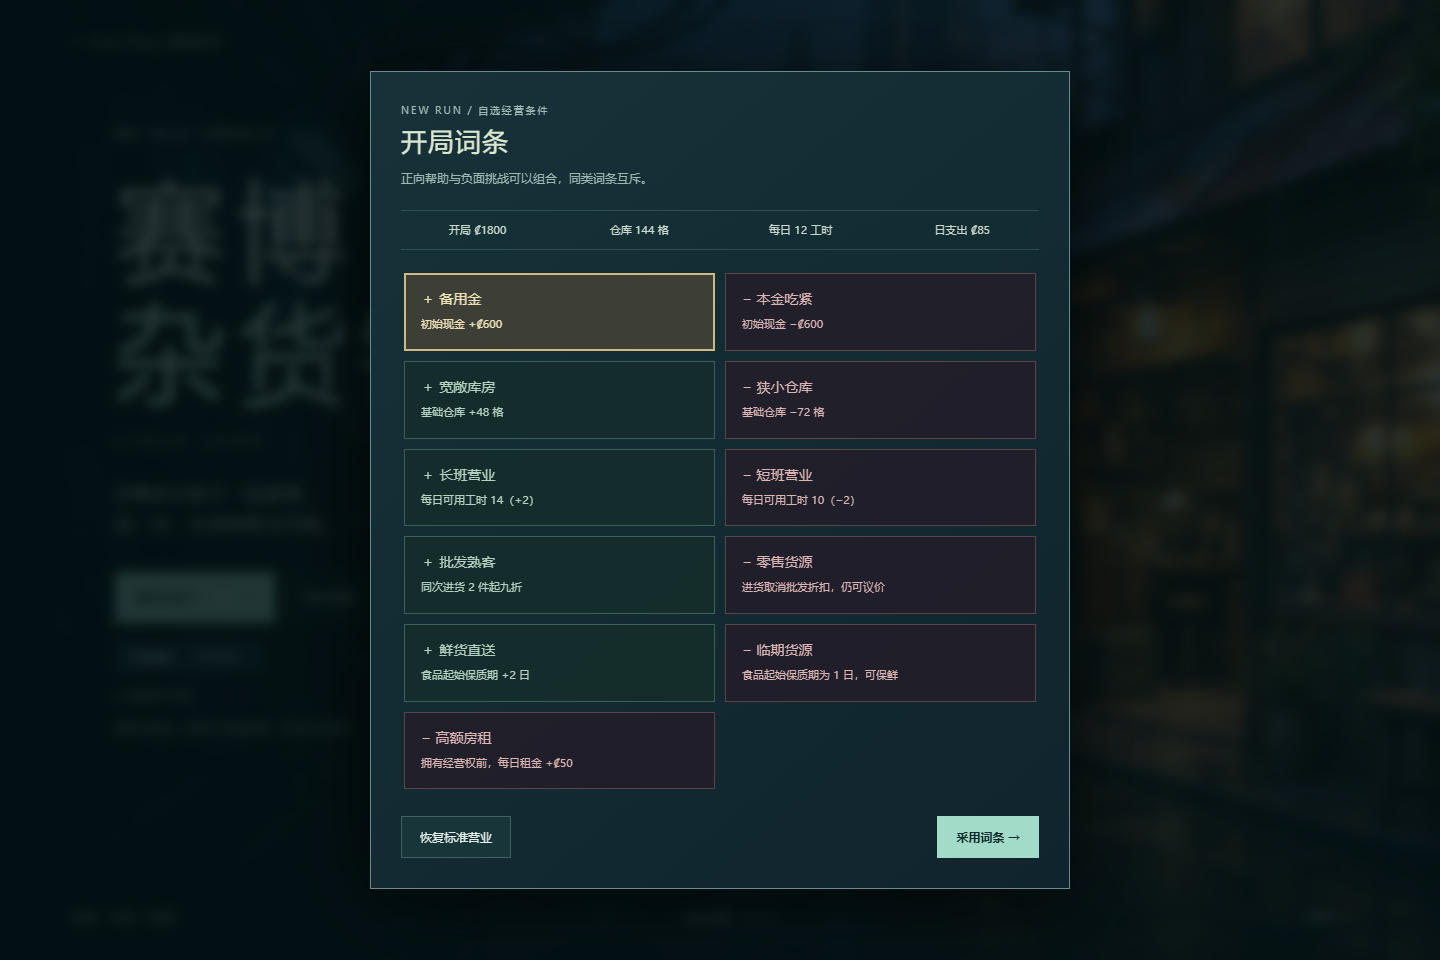 NEW RUN / 自选经营条件
开局词条
正向帮助与负面挑战可以组合，同类词条互斥。
开局 ₡1800 仓库 144 格 每日 12 工时 日支出 ₡85
+ 备用金
初始现金 +₡600
− 本金吃紧
初始现金 −₡600
+ 宽敞库房
基础仓库 +48 格
− 狭小仓库
基础仓库 −72 格
+ 长班营业
每日可用工时 14（+2）
− 短班营业
每日可用工时 10（−2）
+ 批发熟客
同次进货 2 件起九折
− 零售货源
进货取消批发折扣，仍可议价
+ 鲜货直送
食品起始保质期 +2 日
− 临期货源
食品起始保质期为 1 日，可保鲜
− 高额房租
拥有经营权前，每日租金 +₡50
恢复标准营业
采用词条 →
赛博
杂货